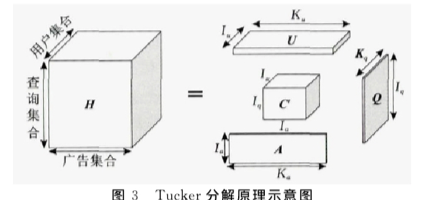 用户集合
查询集合
广告集合
H
=
K_u
I_u
U
I_u
I_q
C
I_a
K_q
Q
I_q
I_a
A
K_a
图 3 Tucker 分解原理示意图